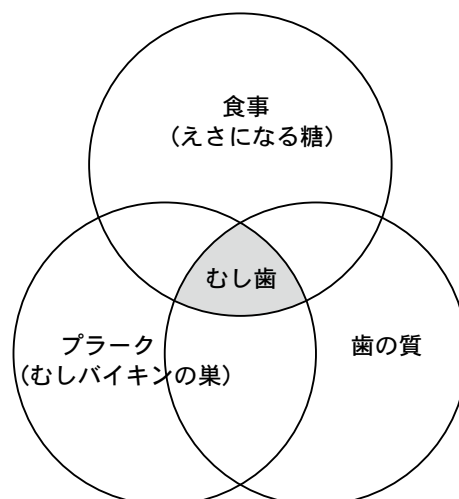 食事
（えさになる糖）
むし歯
プラーク
（むしバイキンの巣）
歯の質